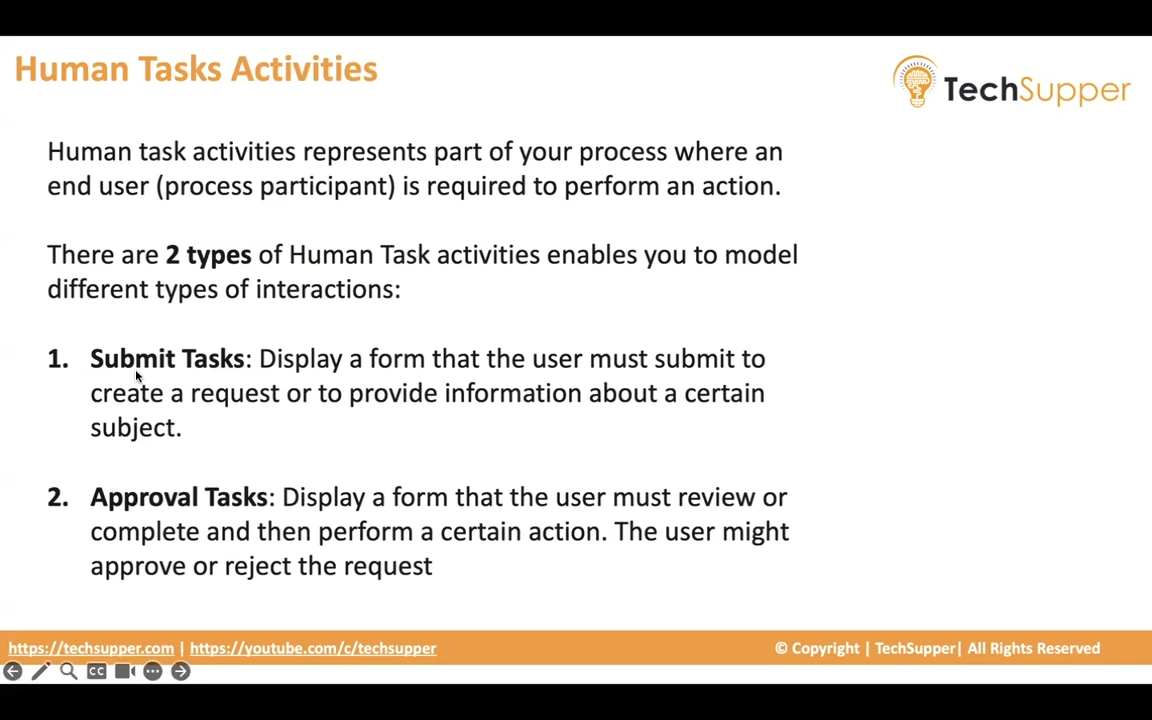 Human Tasks Activities
TechSupper
Human task activities represents part of your process where an
end user (process participant) is required to perform an action.
There are 2 types of Human Task activities enables you to model
different types of interactions:
1. Submit Tasks: Display a form that the user must submit to
create a request or to provide information about a certain
subject.
2. Approval Tasks: Display a form that the user must review or
complete and then perform a certain action. The user might
approve or reject the request
https://techsupper.com | https://youtube.com/c/techsupper
© Copyright | TechSupper| All Rights Reserved
CC